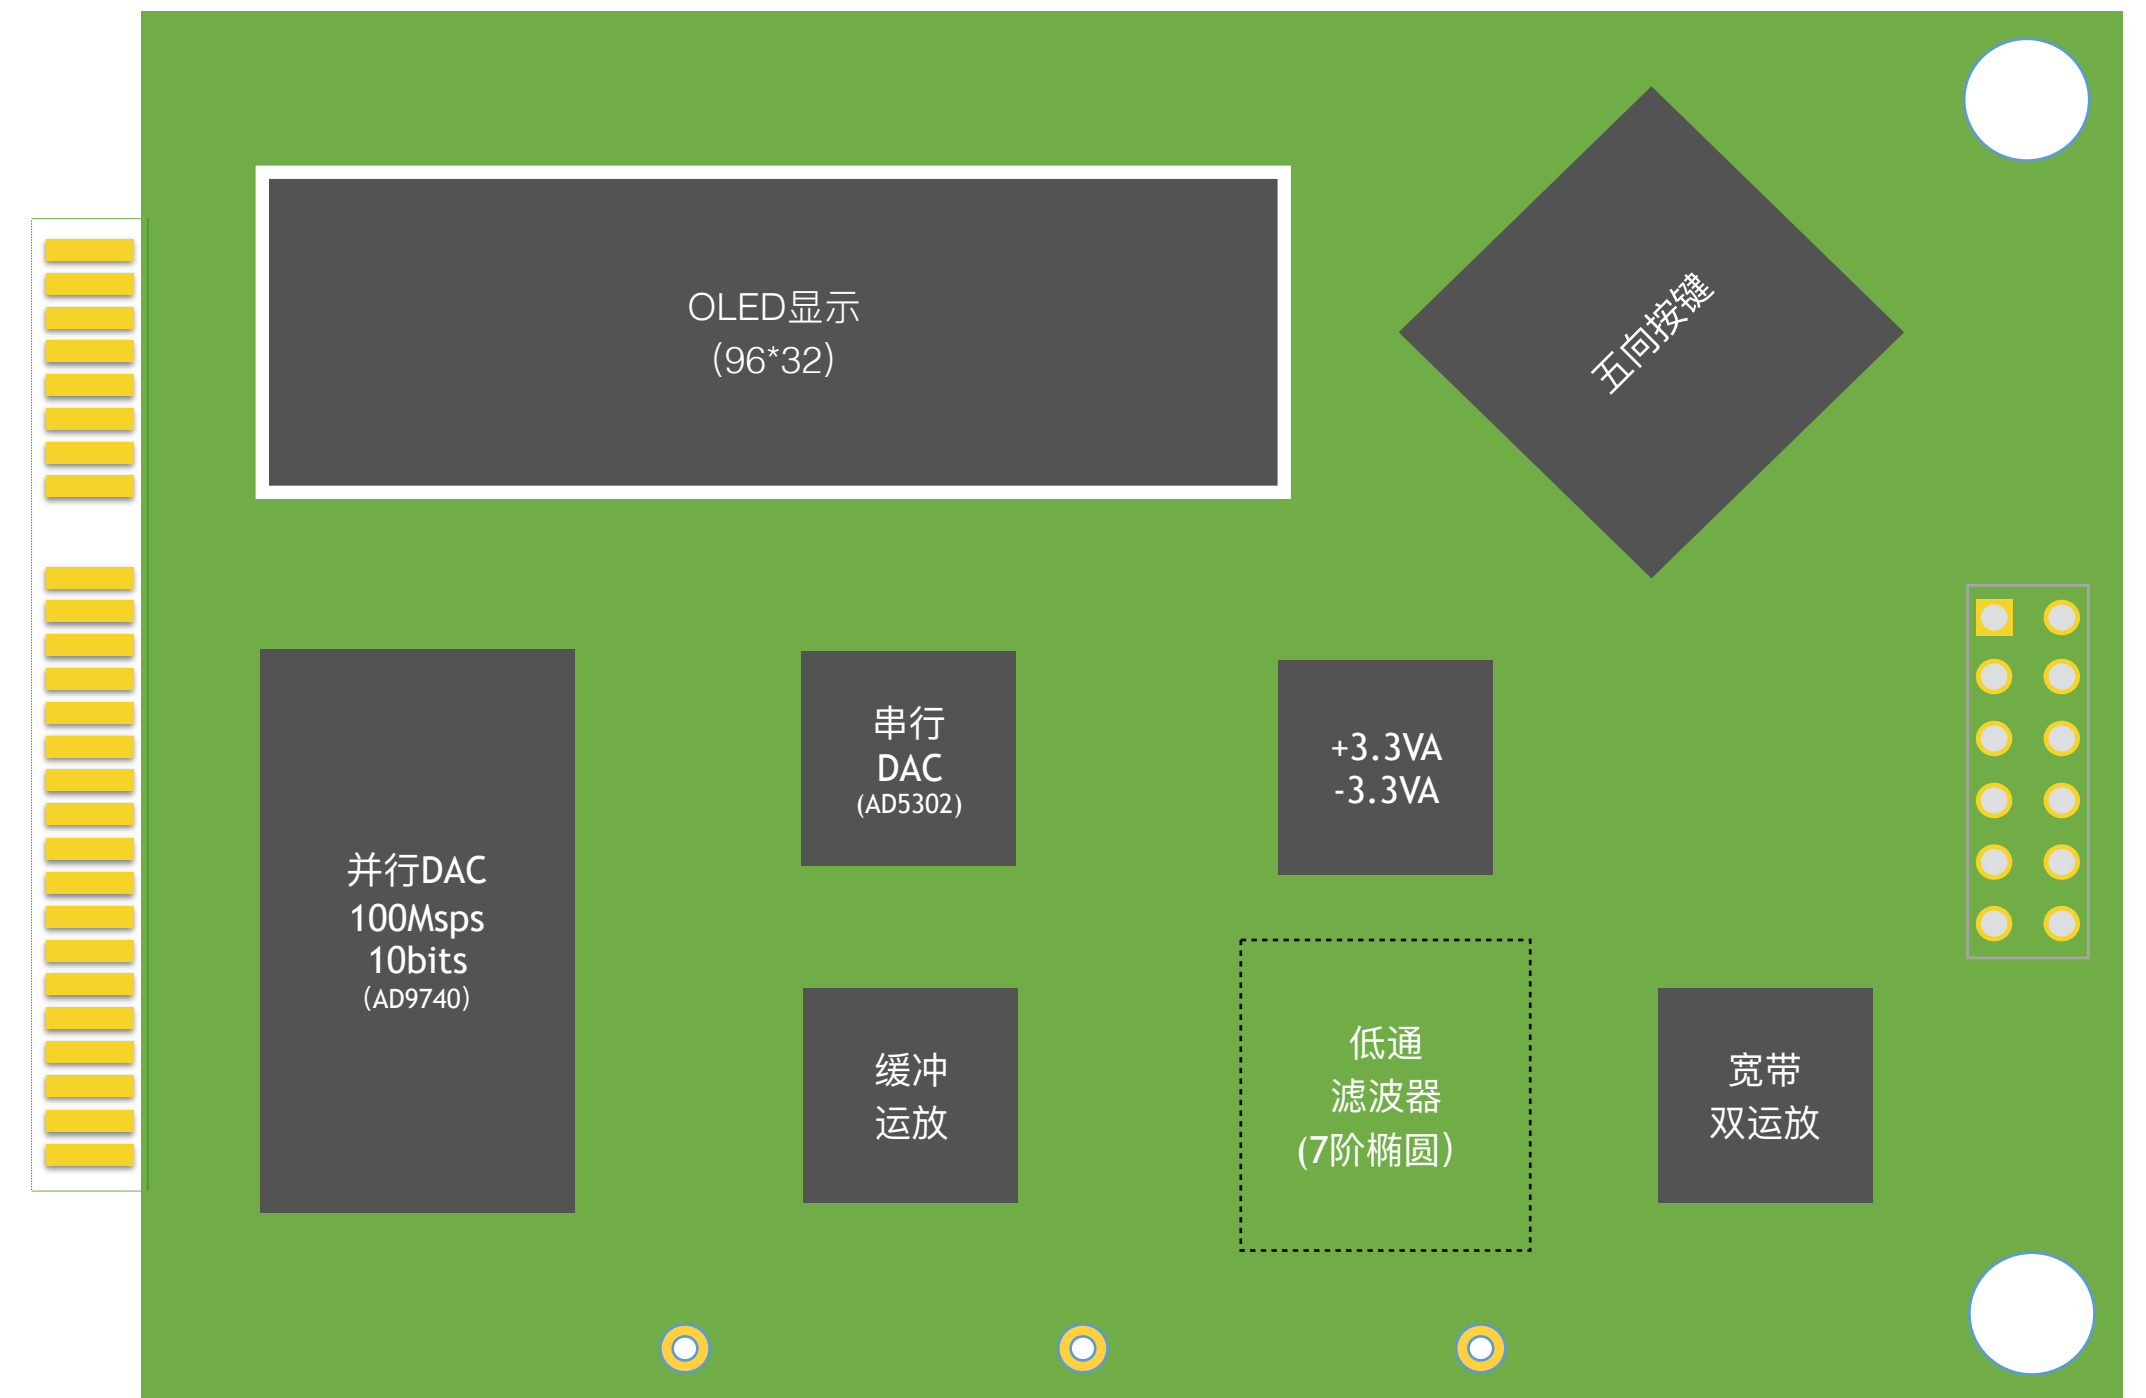 OLED显示
（96*32）
五向按键
串行
DAC
(AD5302)
+3.3VA
-3.3VA
并行DAC
100Msps
10bits
（AD9740）
缓冲
运放
低通
滤波器
(7阶椭圆）
宽带
双运放